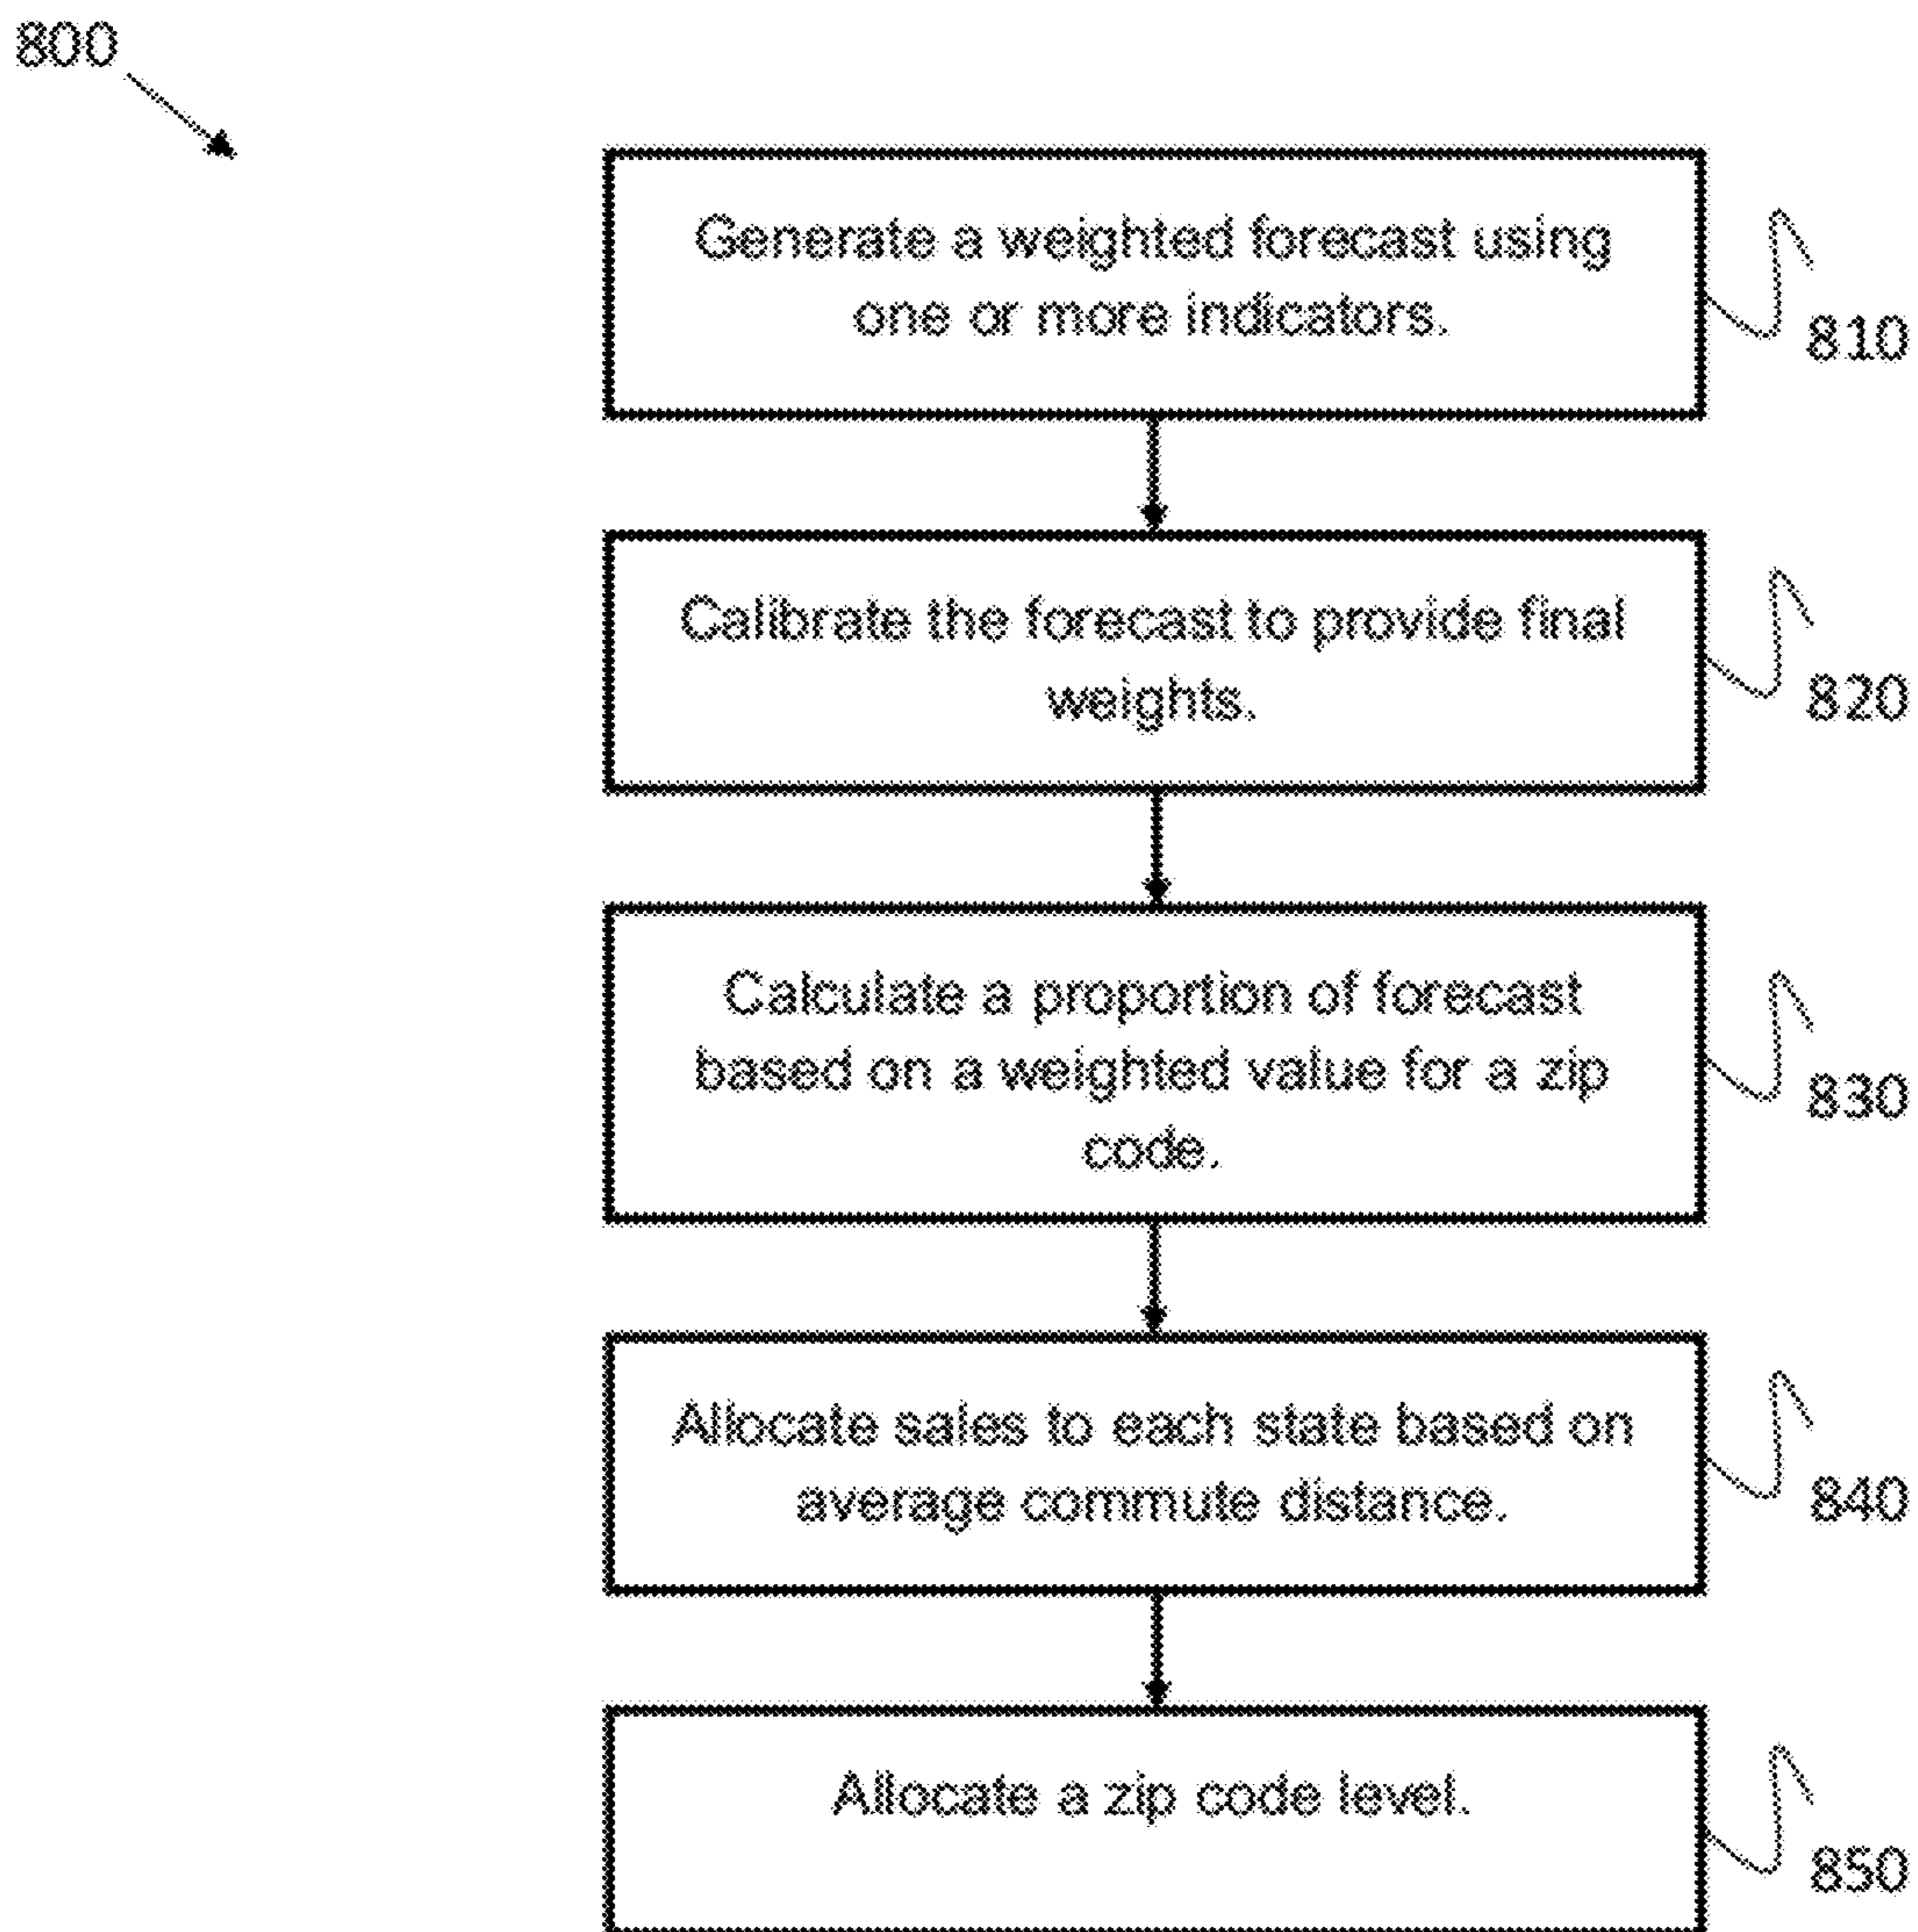 800
Generate a weighted forecast using
one or more indicators.
810
Calibrate the forecast to provide final
weights.
820
Calculate a proportion of forecast
based on a weighted value for a zip
code.
830
Allocate sales to each state based on
average commute distance.
840
Allocate a zip code level.
850